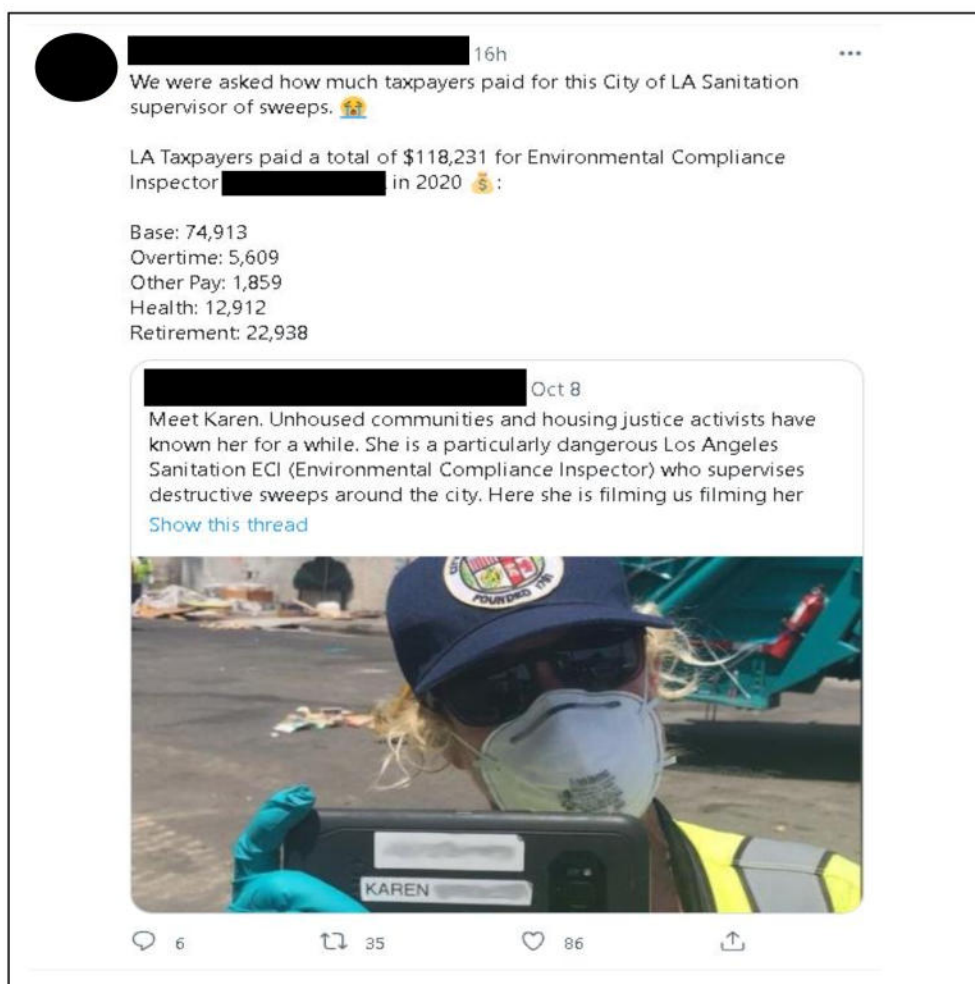 16h
We were asked how much taxpayers paid for this City of LA Sanitation
supervisor of sweeps. 😭
LA Taxpayers paid a total of $118,231 for Environmental Compliance
Inspector in 2020 💰:
Base: 74,913
Overtime: 5,609
Other Pay: 1,859
Health: 12,912
Retirement: 22,938
Oct 8
Meet Karen. Unhoused communities and housing justice activists have
known her for a while. She is a particularly dangerous Los Angeles
Sanitation ECI (Environmental Compliance Inspector) who supervises
destructive sweeps around the city. Here she is filming us filming her
Show this thread
FOUNDED 1781
KAREN
6 35 86